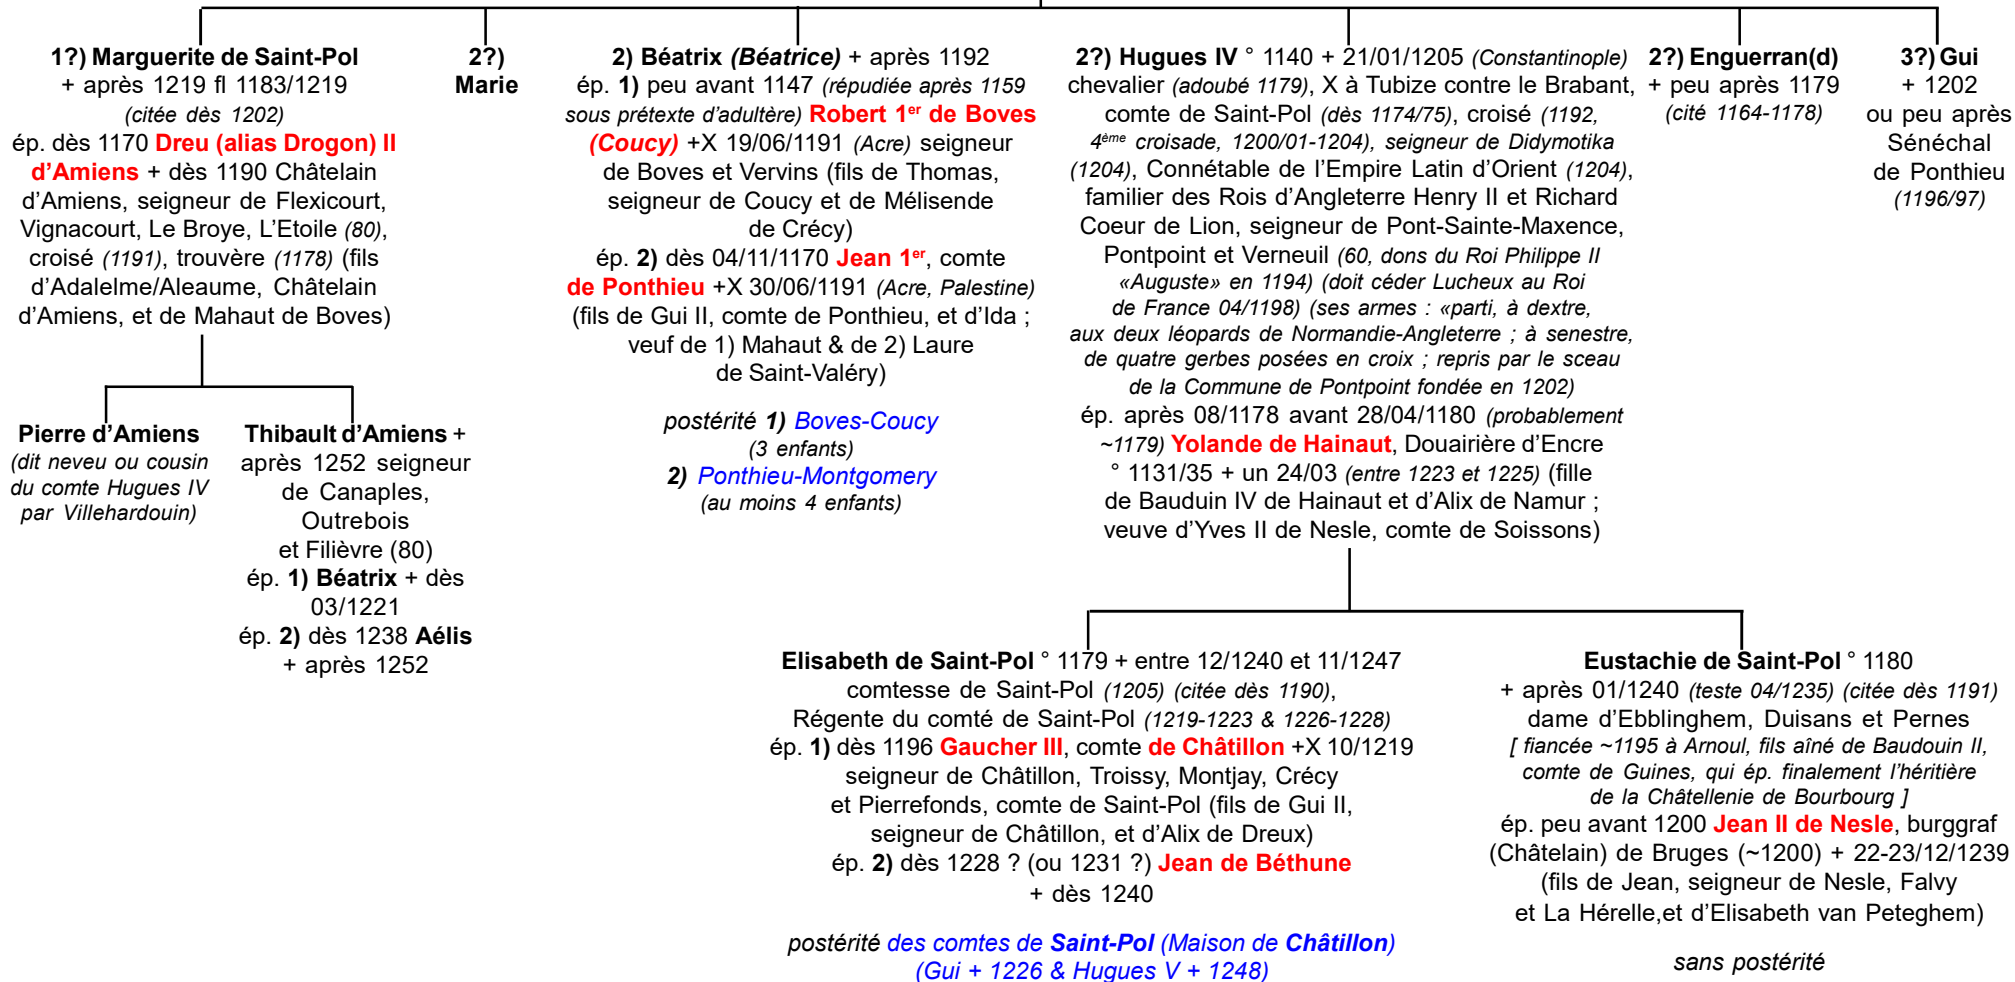 1?) Marguerite de Saint-Pol
+ après 1219 fl 1183/1219
(citée dès 1202)
ép. dès 1170 Dreu (alias Drogon) II
d’Amiens + dès 1190 Châtelain
d’Amiens, seigneur de Flexicourt,
Vignacourt, Le Broye, L’Etoile (80),
croisé (1191), trouvère (1178) (fils
d’Adalelme/Aleaume, Châtelain
d’Amiens, et de Mahaut de Boves)
2?)
Marie
2) Béatrix (Béatrice) + après 1192
ép. 1) peu avant 1147 (répudiée après 1159
sous prétexte d’adultère) Robert 1er de Boves
(Coucy) +X 19/06/1191 (Acre) seigneur
de Boves et Vervins (fils de Thomas,
seigneur de Coucy et de Mélisende
de Crécy)
ép. 2) dès 04/11/1170 Jean 1er, comte
de Ponthieu +X 30/06/1191 (Acre, Palestine)
(fils de Gui II, comte de Ponthieu, et d’Ida ;
veuf de 1) Mahaut & de 2) Laure
de Saint-Valéry)
postérité 1) Boves-Coucy
(3 enfants)
2) Ponthieu-Montgomery
(au moins 4 enfants)
2?) Hugues IV ° 1140 + 21/01/1205 (Constantinople)
chevalier (adoubé 1179), X à Tubize contre le Brabant,
comte de Saint-Pol (dès 1174/75), croisé (1192,
4ème croisade, 1200/01-1204), seigneur de Didymotika
(1204), Connétable de l’Empire Latin d’Orient (1204),
familier des Rois d’Angleterre Henry II et Richard
Coeur de Lion, seigneur de Pont-Sainte-Maxence,
Pontpoint et Verneuil (60, dons du Roi Philippe II
«Auguste» en 1194) (doit céder Lucheux au Roi
de France 04/1198) (ses armes : «parti, à dextre,
aux deux léopards de Normandie-Angleterre ; à senestre,
de quatre gerbes posées en croix ; repris par le sceau
de la Commune de Pontpoint fondée en 1202)
ép. après 08/1178 avant 28/04/1180 (probablement
~1179) Yolande de Hainaut, Douairière d’Encre
° 1131/35 + un 24/03 (entre 1223 et 1225) (fille
de Bauduin IV de Hainaut et d’Alix de Namur ;
veuve d’Yves II de Nesle, comte de Soissons)
2?) Enguerran(d)
+ peu après 1179
(cité 1164-1178)
3?) Gui
+ 1202
ou peu après
Sénéchal
de Ponthieu
(1196/97)
Pierre d’Amiens
(dit neveu ou cousin
du comte Hugues IV
par Villehardouin)
Thibault d’Amiens +
après 1252 seigneur
de Canaples,
Outrebois
et Filièvre (80)
ép. 1) Béatrix + dès
03/1221
ép. 2) dès 1238 Aélis
+ après 1252
Elisabeth de Saint-Pol ° 1179 + entre 12/1240 et 11/1247
comtesse de Saint-Pol (1205) (citée dès 1190),
Régente du comté de Saint-Pol (1219-1223 & 1226-1228)
ép. 1) dès 1196 Gaucher III, comte de Châtillon +X 10/1219
seigneur de Châtillon, Troissy, Montjay, Crécy
et Pierrefonds, comte de Saint-Pol (fils de Gui II,
seigneur de Châtillon, et d’Alix de Dreux)
ép. 2) dès 1228 ? (ou 1231 ?) Jean de Béthune
+ dès 1240
postérité des comtes de Saint-Pol (Maison de Châtillon)
(Gui + 1226 & Hugues V + 1248)
Eustachie de Saint-Pol ° 1180
+ après 01/1240 (teste 04/1235) (citée dès 1191)
dame d’Ebblinghem, Duisans et Pernes
[ fiancée ~1195 à Arnoul, fils aîné de Baudouin II,
comte de Guines, qui ép. finalement l’héritière
de la Châtellenie de Bourbourg ]
ép. peu avant 1200 Jean II de Nesle, burggraf
(Châtelain) de Bruges (~1200) + 22-23/12/1239
(fils de Jean, seigneur de Nesle, Falvy
et La Hérelle,et d’Elisabeth van Peteghem)
sans postérité